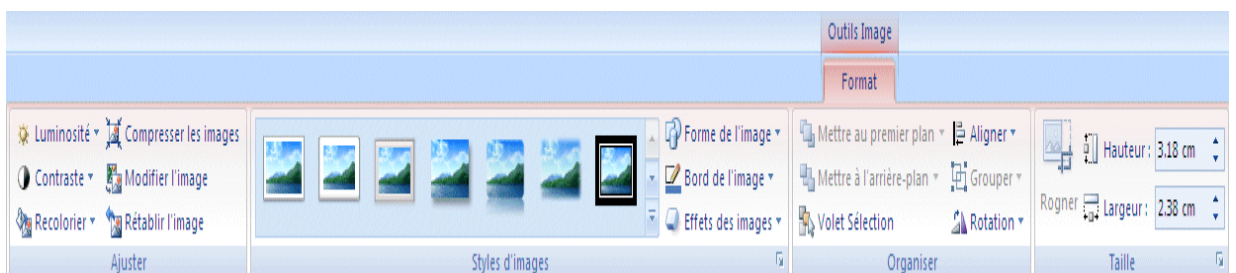 Outils Image
Format
Luminosité Compresser les images
Contraste Modifier l'image
Recolorier Rétablir l'image
Ajuster
Forme de l'image
Bord de l'image
Effets des images
Styles d'images
Mettre au premier plan Aligner
Mettre à l'arrière-plan Grouper
Volet Sélection Rotation
Organiser
Rogner
Hauteur : 3.18 cm
Largeur : 2.38 cm
Taille